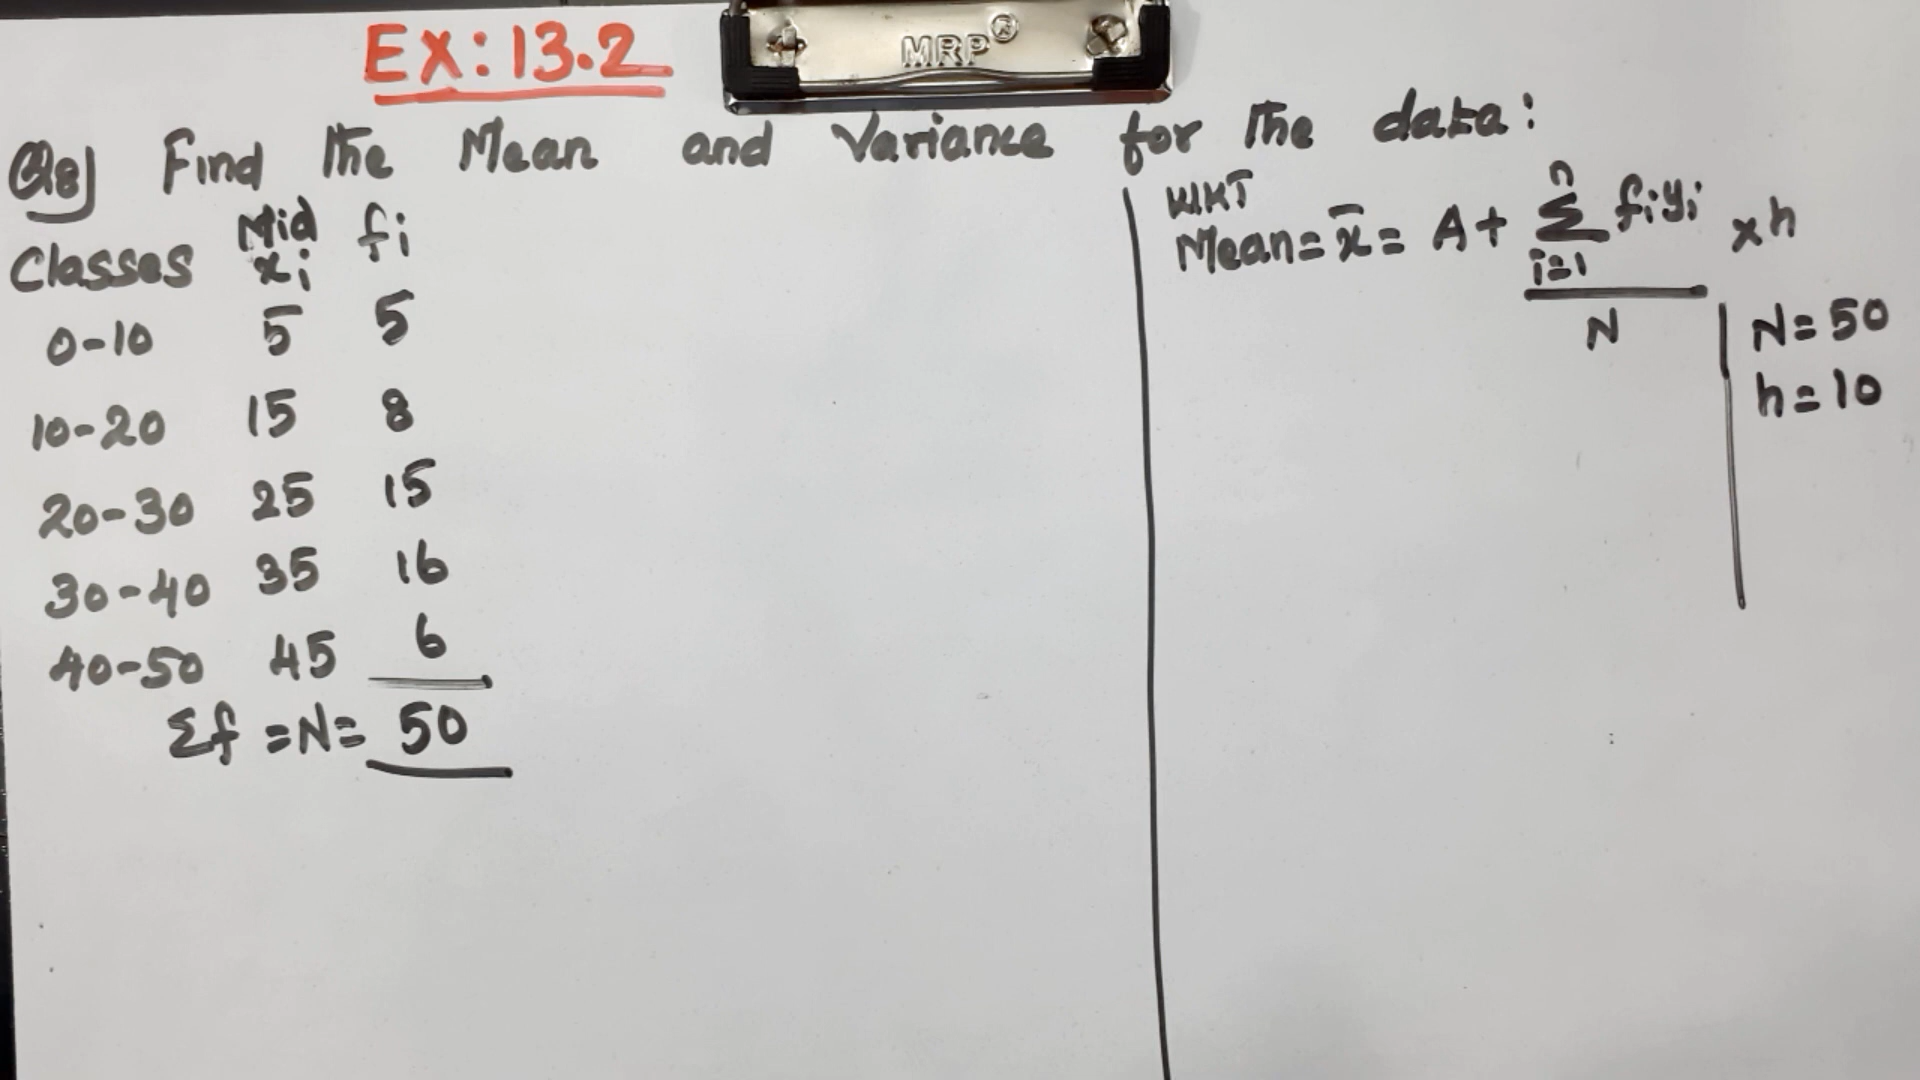 EX: 13.2
MRP®
Q8) Find the Mean and Variance for the data:
Classes Mid xi fi
0-10 5 5
10-20 15 8
20-30 25 15
30-40 35 16
40-50 45 6
Σf = N = 50
WKT
Mean = x̄ = A + n Σ i=1 fiyi / N × h
N = 50
h = 10